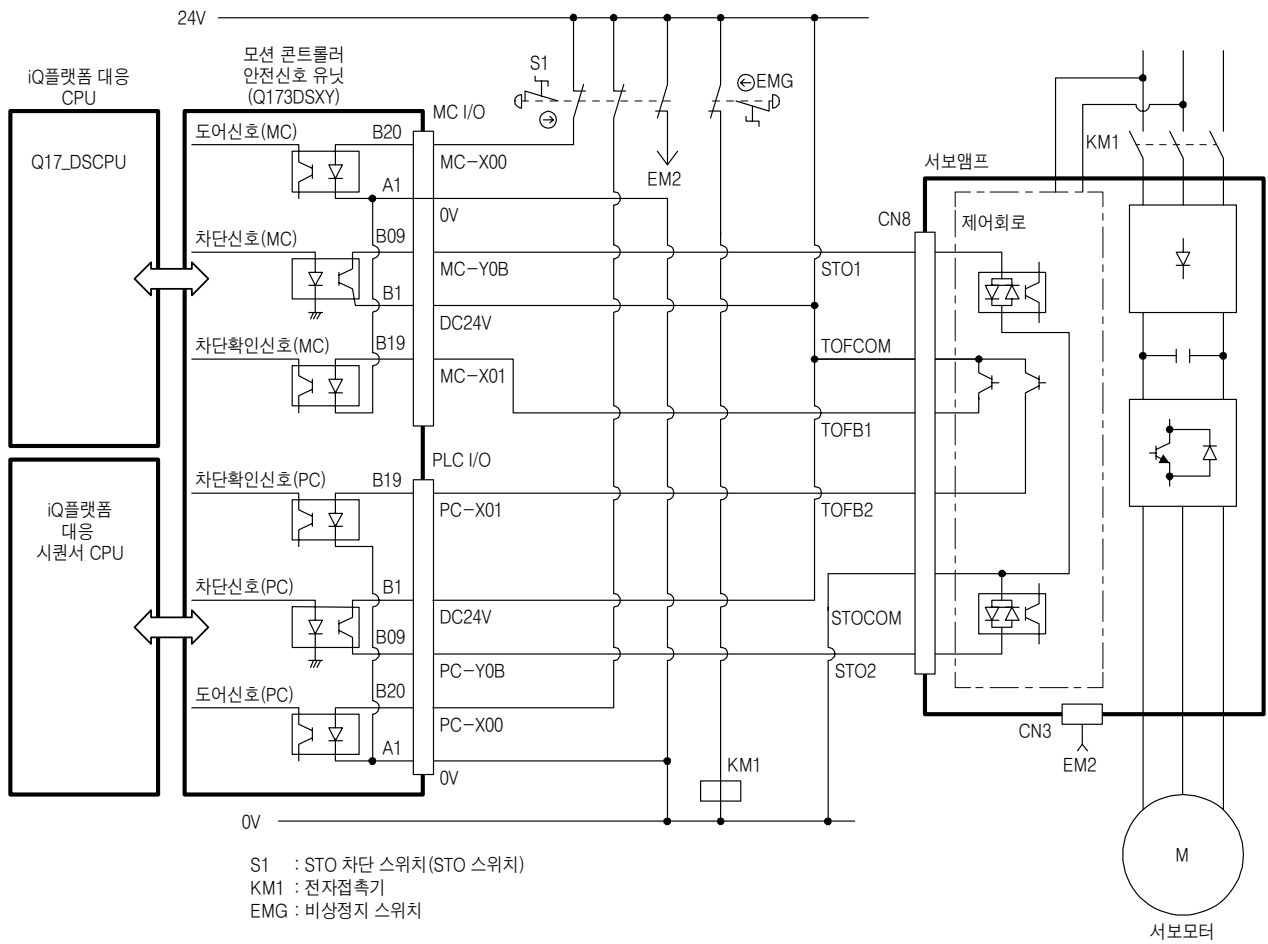 24V
iQ플랫폼 대응
CPU
Q17_DSCPU
iQ플랫폼
대응
시퀀서 CPU
모션 콘트롤러
안전신호 유닛
(Q173DSXY)
도어신호(MC)
B20
A1
차단신호(MC)
B09
B1
차단확인신호(MC)
B19
차단확인신호(PC)
B19
차단신호(PC)
B1
B09
도어신호(PC)
B20
A1
MC I/O
MC-X00
0V
MC-Y0B
DC24V
MC-X01
PLC I/O
PC-X01
DC24V
PC-Y0B
PC-X00
0V
S1
EMG
EM2
KM1
0V
STO1
TOFCOM
TOFB1
TOFB2
STOCOM
STO2
KM1
서보앰프
CN8
제어회로
CN3
EM2
M
서보모터
S1 : STO 차단 스위치(STO 스위치)
KM1 : 전자접촉기
EMG : 비상정지 스위치